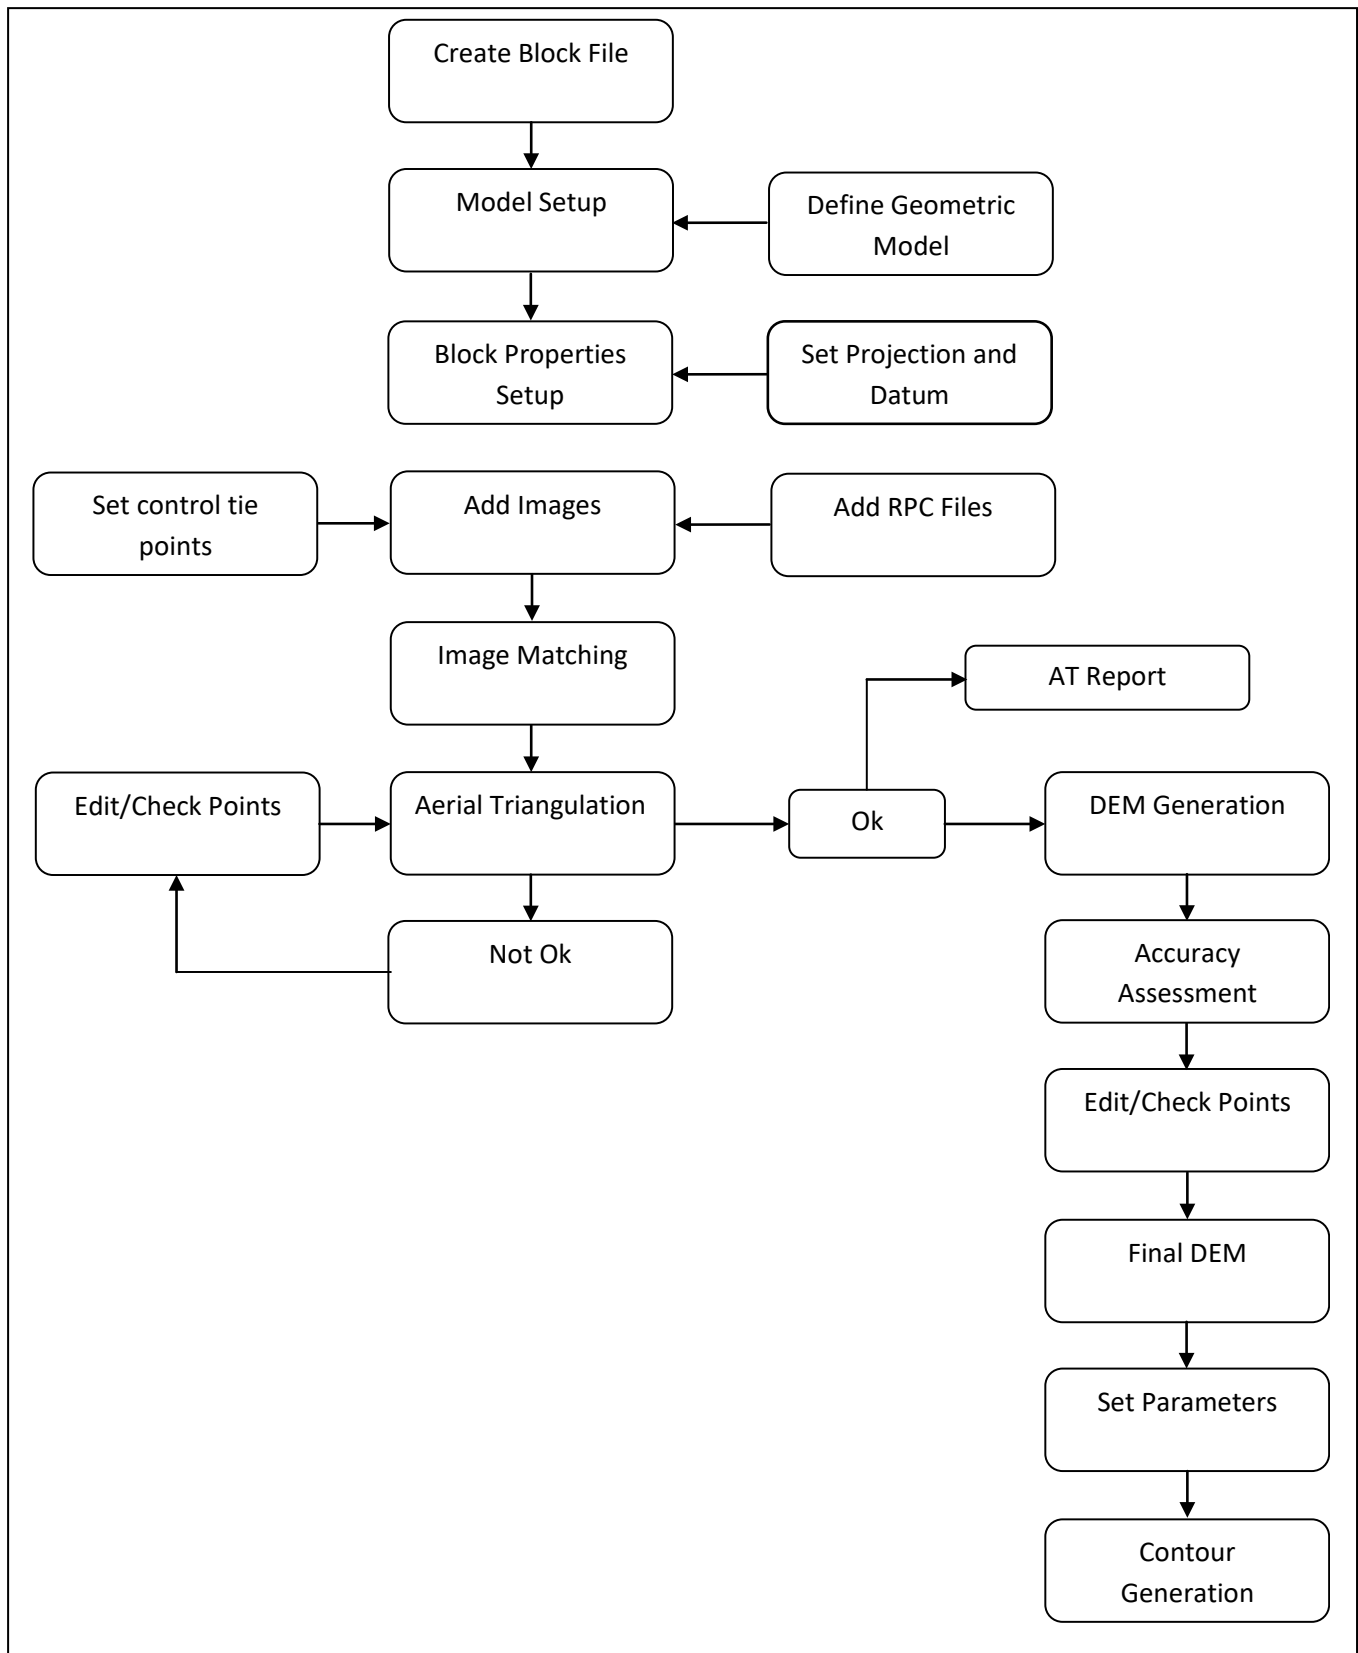 Create Block File
Model Setup
Define Geometric
Model
Block Properties
Setup
Set Projection and
Datum
Set control tie
points
Add Images
Add RPC Files
Image Matching
AT Report
Edit/Check Points
Aerial Triangulation
Ok
DEM Generation
Not Ok
Accuracy
Assessment
Edit/Check Points
Final DEM
Set Parameters
Contour
Generation